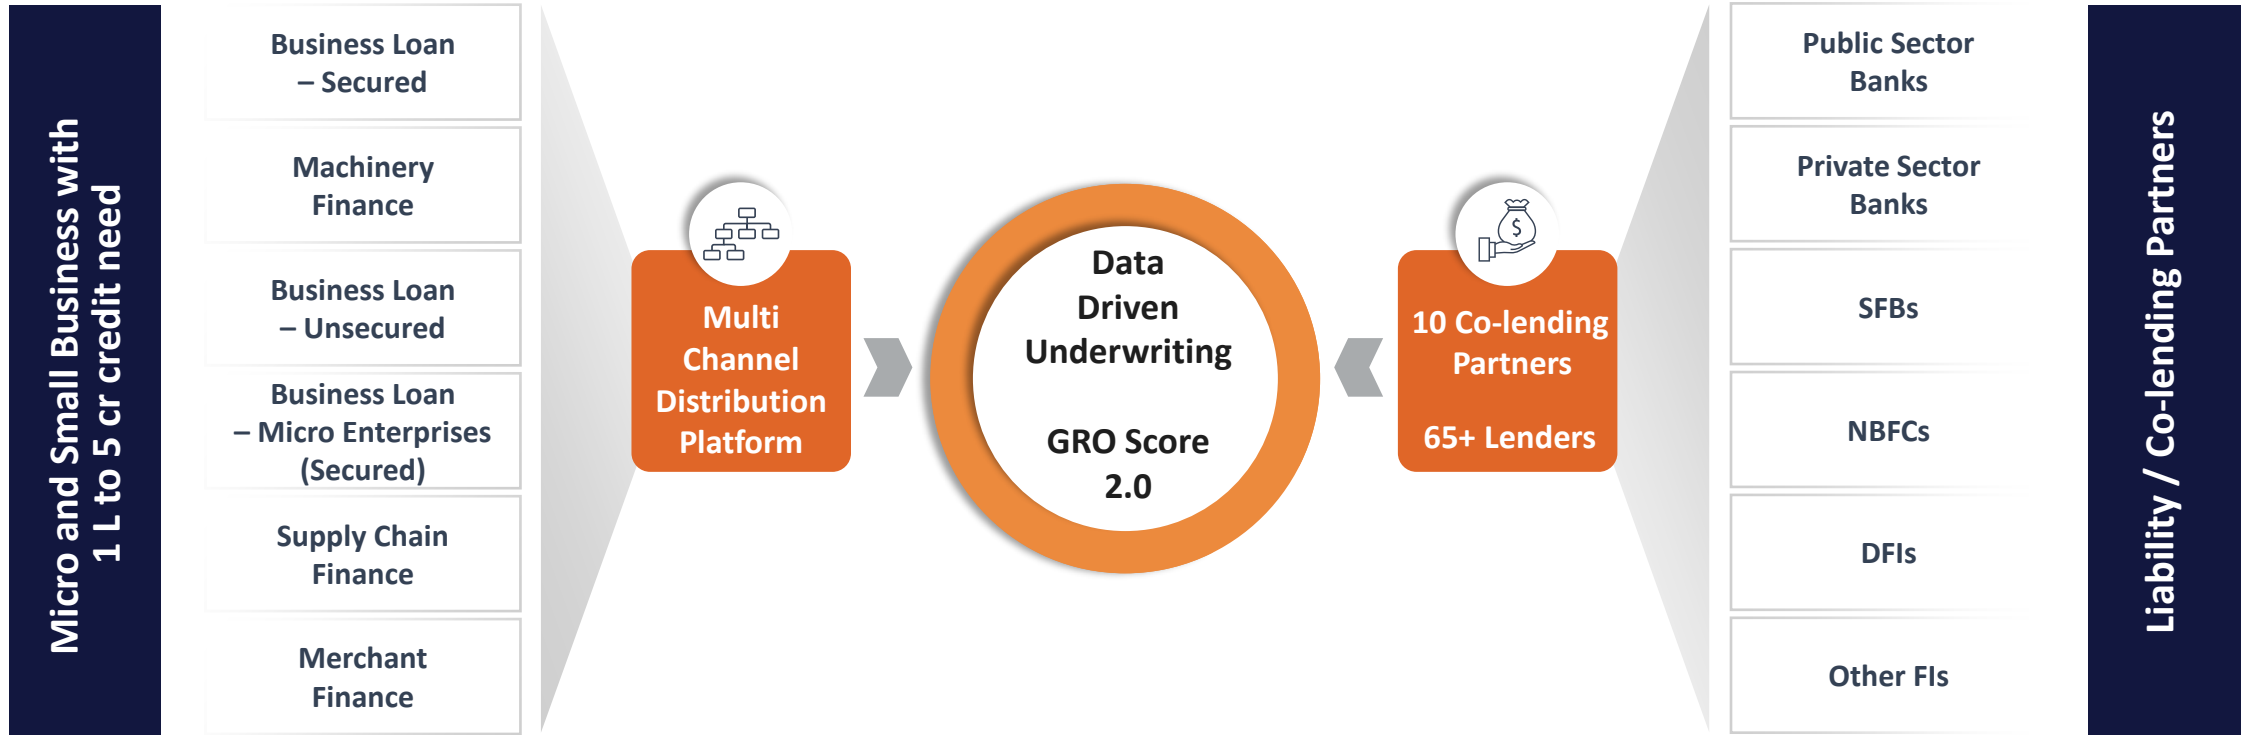 Micro and Small Business with
1 L to 5 cr credit need
Business Loan
– Secured
Machinery
Finance
Business Loan
– Unsecured
Business Loan
– Micro Enterprises
(Secured)
Supply Chain
Finance
Merchant
Finance
Multi
Channel
Distribution
Platform
Data
Driven
Underwriting
GRO Score
2.0
$
10 Co-lending
Partners
65+ Lenders
Public Sector
Banks
Private Sector
Banks
SFBs
NBFCs
DFIs
Other FIs
Liability / Co-lending Partners